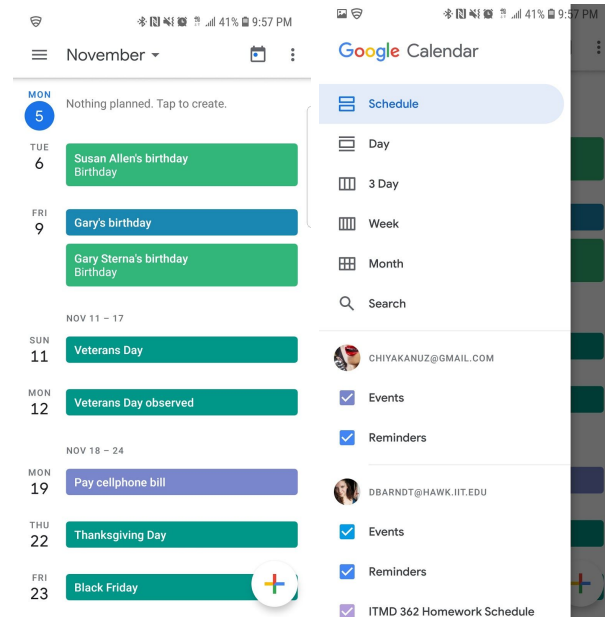 41% 9:57 PM
November
MON
5
Nothing planned. Tap to create.
TUE
6
Susan Allen's birthday
Birthday
FRI
9
Gary's birthday
Gary Sterna's birthday
Birthday
NOV 11 – 17
SUN
11
Veterans Day
MON
12
Veterans Day observed
NOV 18 – 24
MON
19
Pay cellphone bill
THU
22
Thanksgiving Day
FRI
23
Black Friday
41% 9:57 PM
Google Calendar
Schedule
Day
3 Day
Week
Month
Search
CHIYAKANUZ@GMAIL.COM
Events
Reminders
DBARNDT@HAWK.IIT.EDU
Events
Reminders
ITMD 362 Homework Schedule